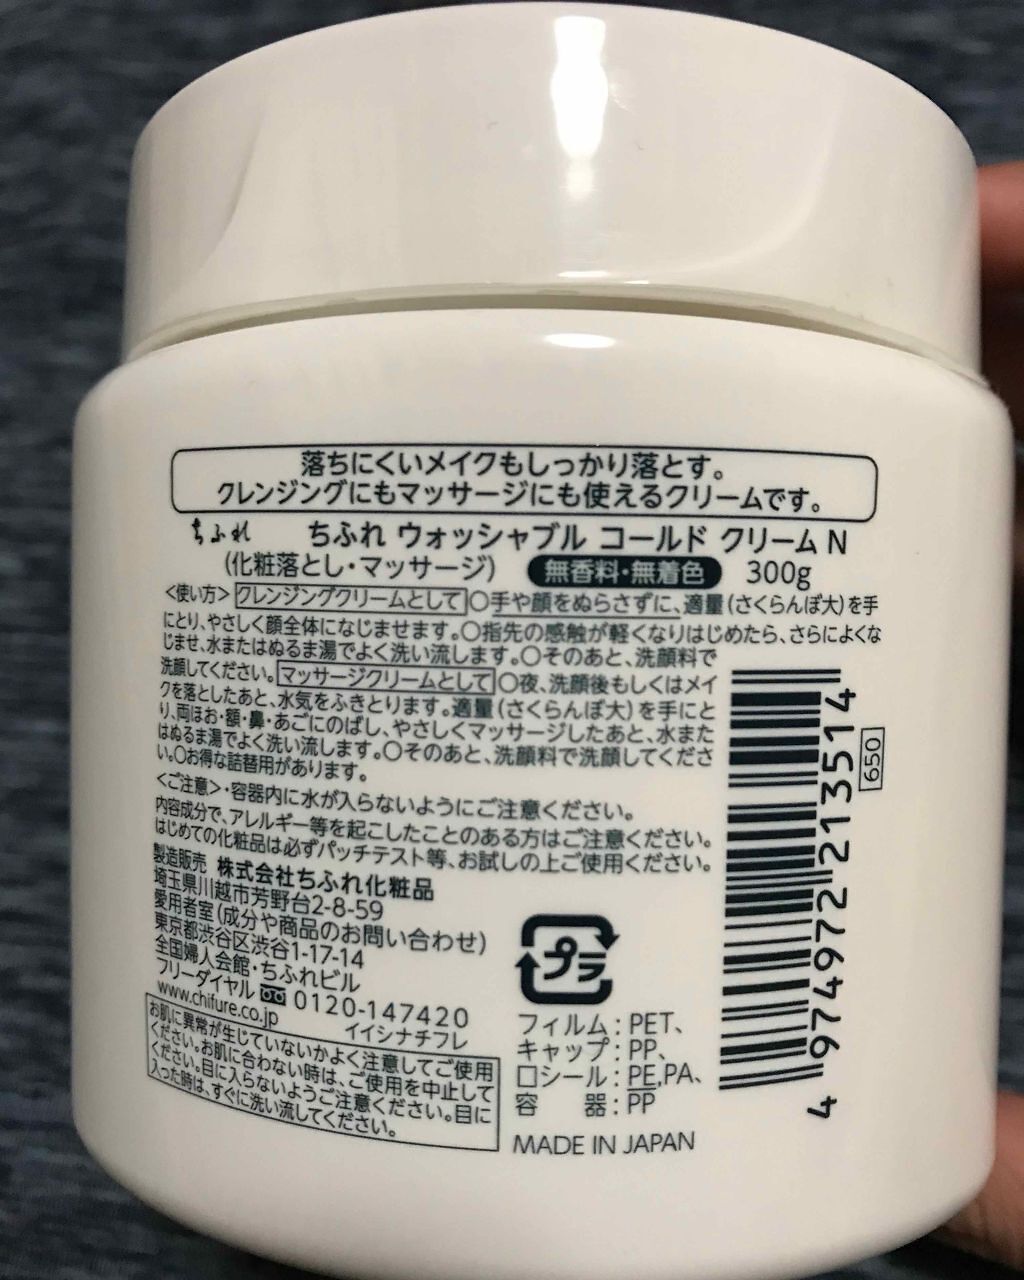 落ちにくいメイクもしっかり落とす。
クレンジングにもマッサージにも使えるクリームです。
ちふれ ちふれ ウォッシャブル コールド クリーム N
(化粧落とし・マッサージ) 無香料・無着色 300g
<使い方> クレンジングクリームとして ○手や顔をぬらさずに、適量(さくらんぼ大)を手
にとり、やさしく顔全体になじませます。○指先の感触が軽くなりはじめたら、さらによくな
じませ、水またはぬるま湯でよく洗い流します。○そのあと、洗顔料で
洗顔してください。 マッサージクリームとして ○夜、洗顔後もしくはメイ
クを落としたあと、水気をふきとります。適量(さくらんぼ大)を手にと
り、両ほお・額・鼻・あごにのばし、やさしくマッサージしたあと、水また
はぬるま湯でよく洗い流します。○そのあと、洗顔料で洗顔してくださ
い。○お得な詰替用があります。
<ご注意>・容器内に水が入らないようにご注意ください。
内容成分で、アレルギー等を起こしたことのある方はご注意ください。
はじめての化粧品は必ずパッチテスト等、お試しの上ご使用ください。
製造販売 株式会社ちふれ化粧品
埼玉県川越市芳野台2-8-59
愛用者室(成分や商品のお問い合わせ)
東京都渋谷区渋谷1-17-14
全国婦人会館・ちふれビル
フリーダイヤル 0120-147420
www.chifure.co.jp イイシナチフレ
お肌に異常が生じていないかよく注意してご使用
ください。お肌に合わない時は、ご使用を中止して
ください。目に入らないようご注意ください。目に
入った時は、すぐに洗い流してください。
プラ
フィルム:PET、
キャップ:PP、
口シール:PE,PA、
容 器:PP
MADE IN JAPAN
4 974972 213514
650